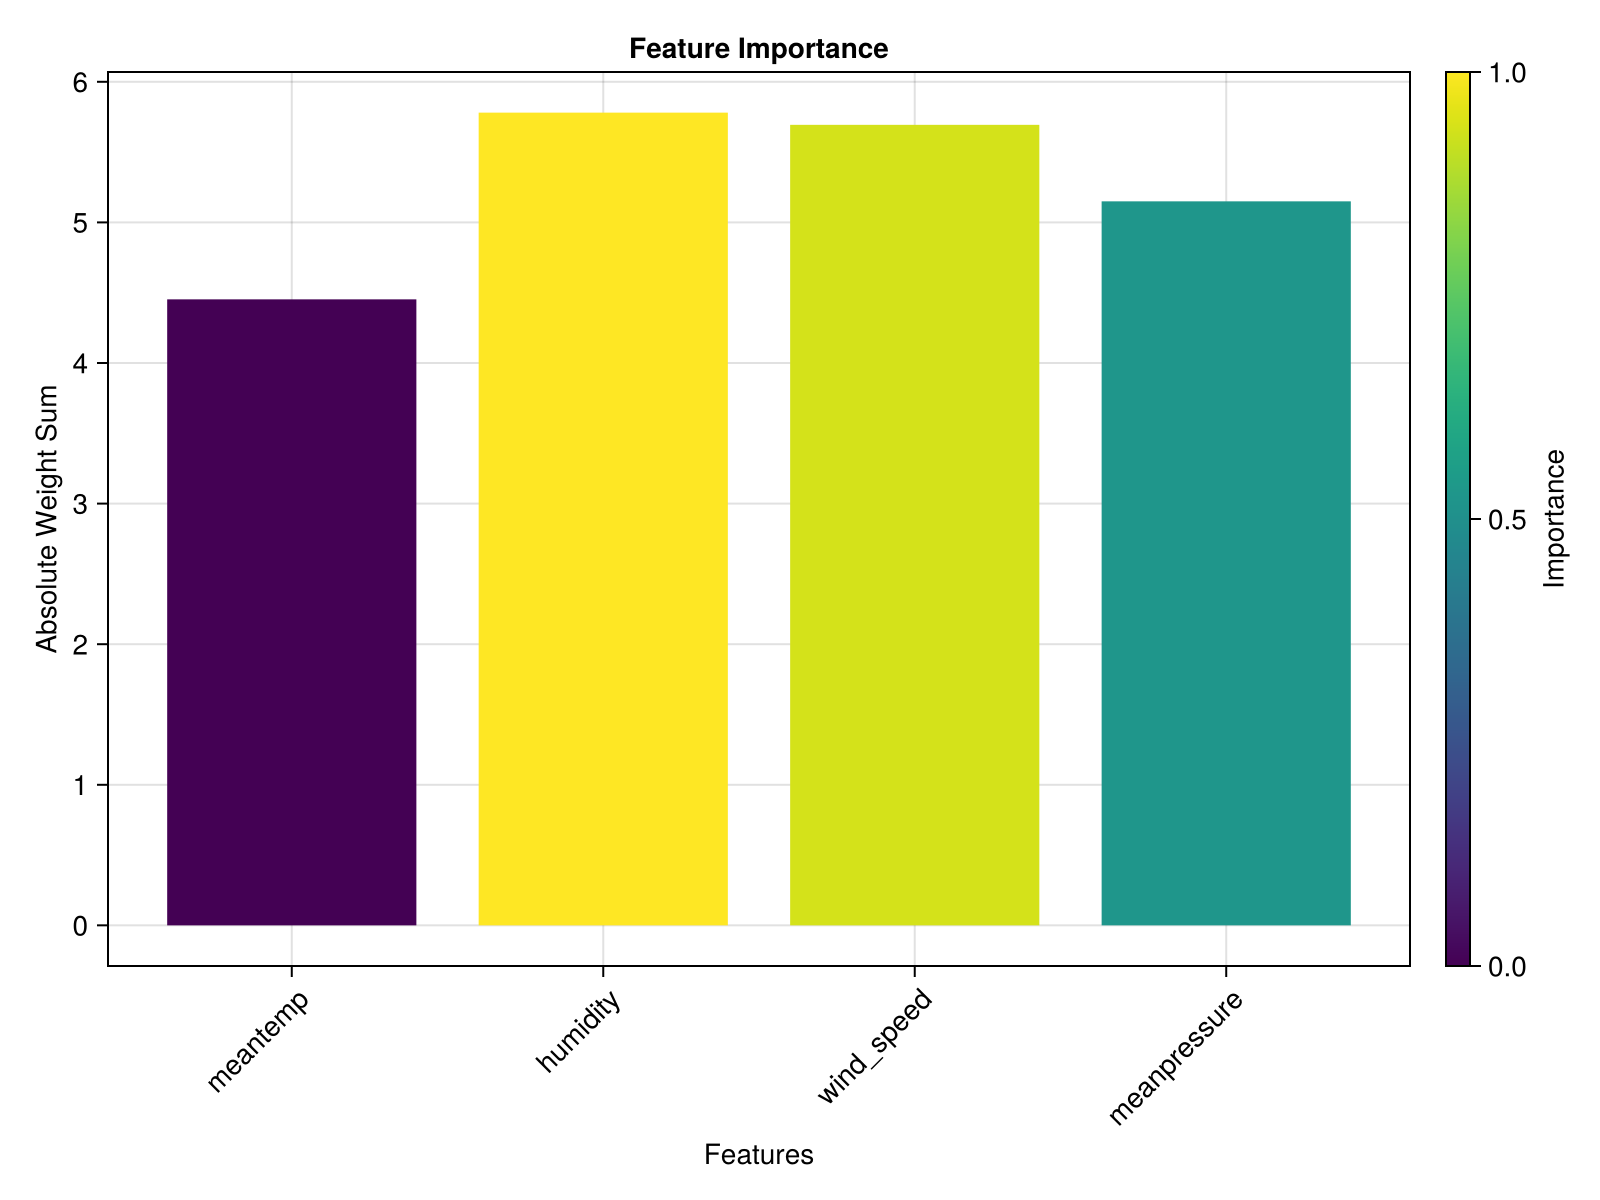 Feature Importance
Absolute Weight Sum
6
5
4
3
2
1
0
meantemp
humidity
wind_speed
meanpressure
Features
1.0
0.5
0.0
Importance